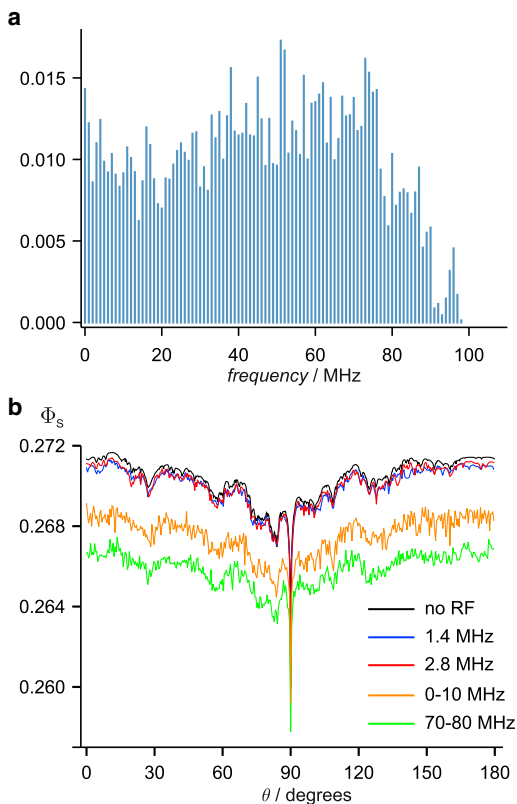 a
0.015
0.010
0.005
0.000
0 20 40 60 80 100
frequency / MHz
b
ΦS
0.272
0.268
0.264
0.260
no RF
1.4 MHz
2.8 MHz
0-10 MHz
70-80 MHz
0 30 60 90 120 150 180
θ / degrees